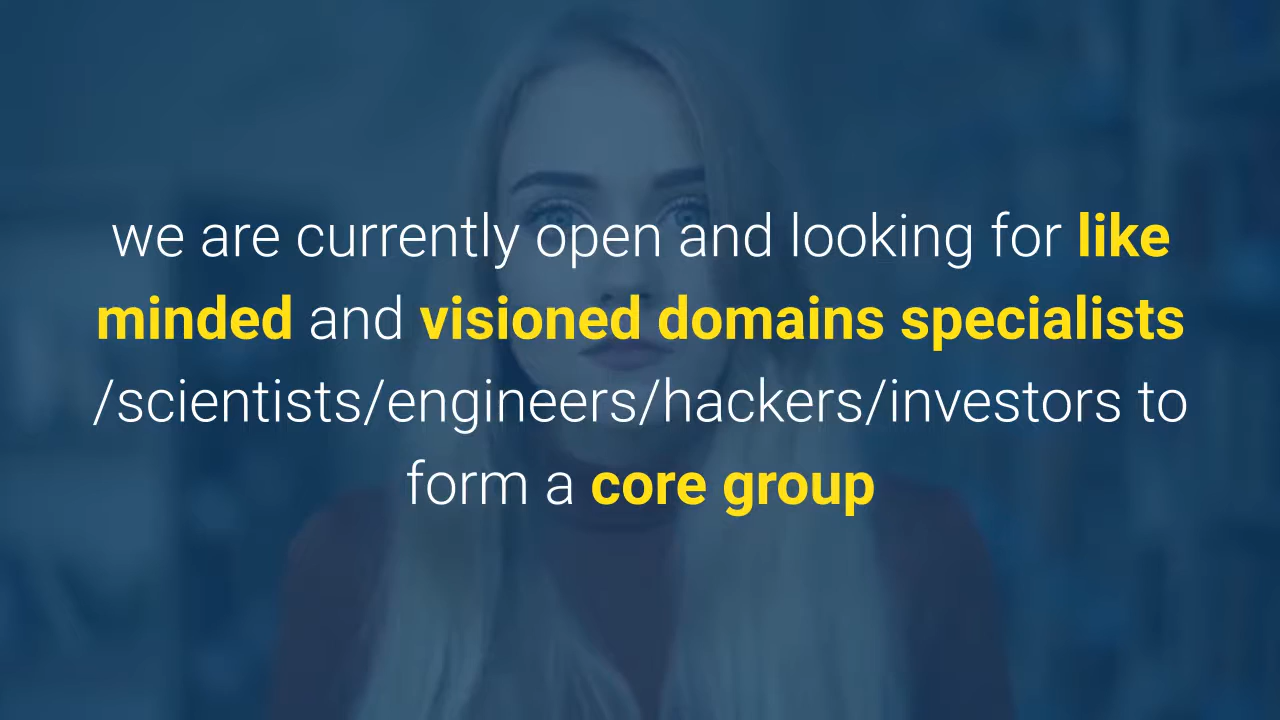 we are currently open and looking for like
minded and visioned domains specialists
/scientists/engineers/hackers/investors to
form a core group